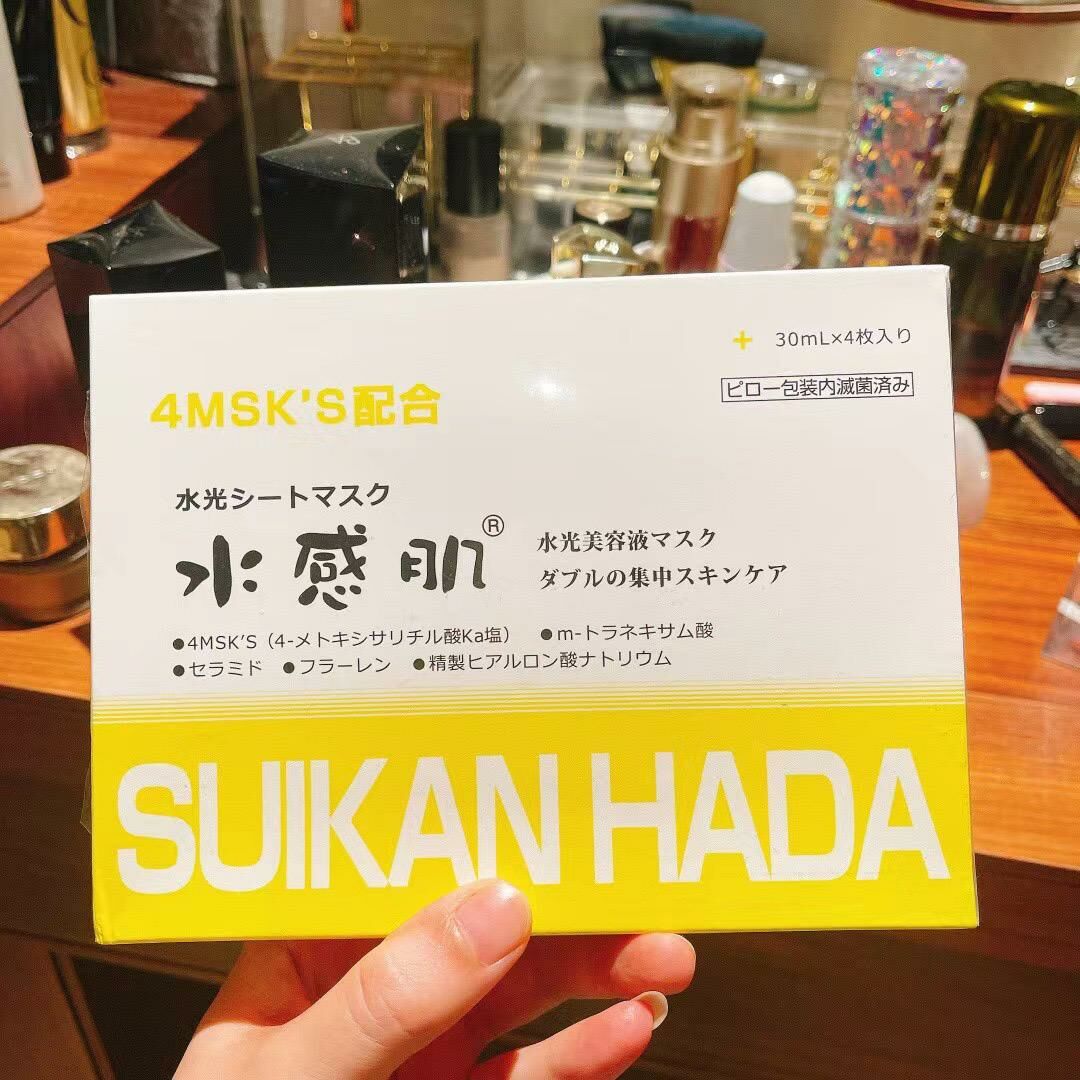 + 30mL×4枚入り
ピロー包装内滅菌済み
4MSK'S配合
水光シートマスク
水感肌®
水光美容液マスク
ダブルの集中スキンケア
●4MSK'S（4-メトキシサリチル酸Ka塩） ●m-トラネキサム酸
●セラミド ●フラーレン ●精製ヒアルロン酸ナトリウム
SUIKAN HADA